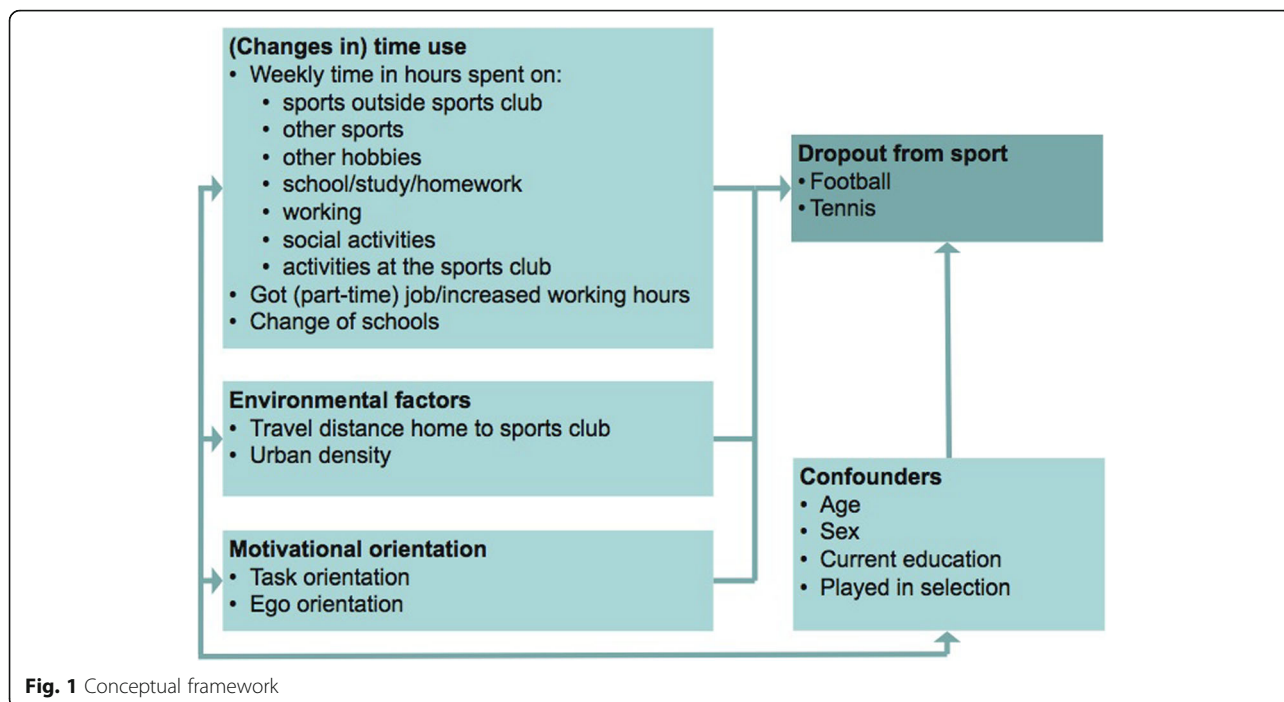 (Changes in) time use
• Weekly time in hours spent on:
• sports outside sports club
• other sports
• other hobbies
• school/study/homework
• working
• social activities
• activities at the sports club
• Got (part-time) job/increased working hours
• Change of schools
Environmental factors
• Travel distance home to sports club
• Urban density
Motivational orientation
• Task orientation
• Ego orientation
Dropout from sport
• Football
• Tennis
Confounders
• Age
• Sex
• Current education
• Played in selection
Fig. 1 Conceptual framework